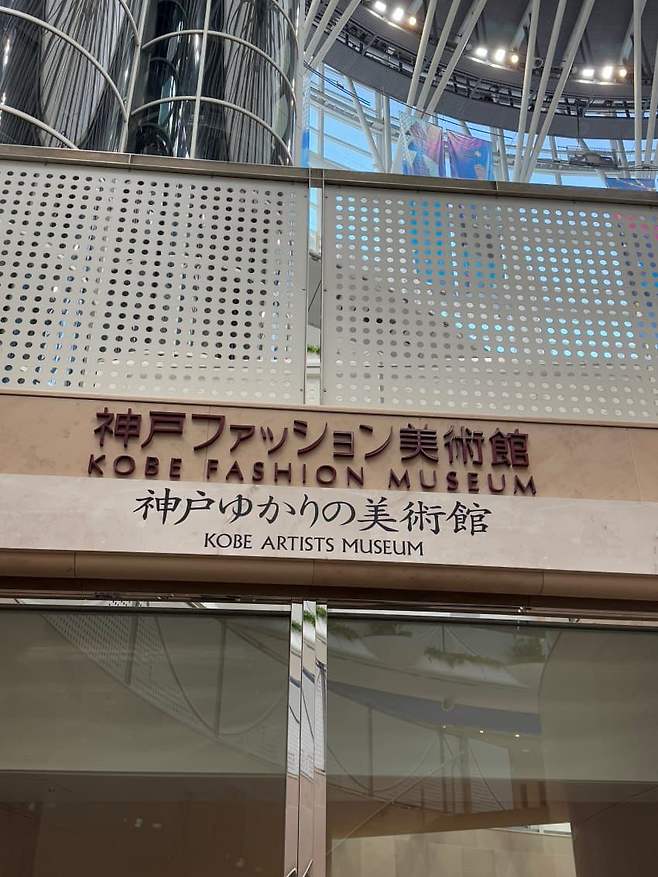 神戸ファッション美術館
KOBE FASHION MUSEUM
神戸ゆかりの美術館
KOBE ARTISTS MUSEUM